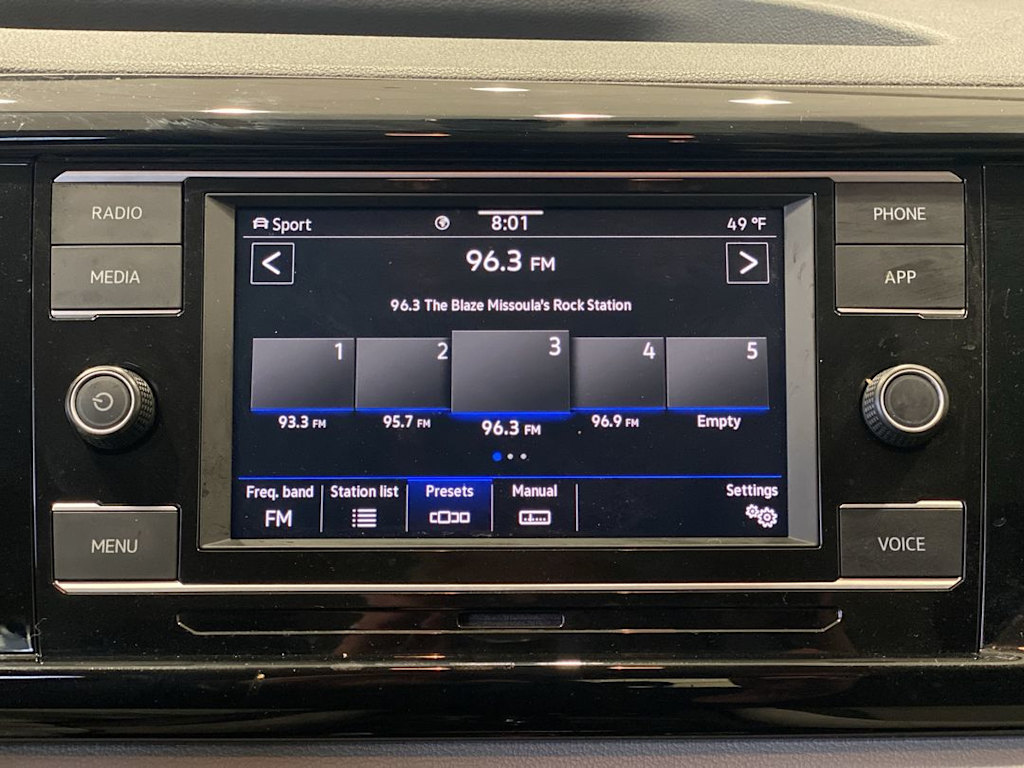 RADIO
MEDIA
MENU
Sport
8:01
49 °F
<
96.3 FM
>
96.3 The Blaze Missoula's Rock Station
1
2
3
4
5
93.3 FM
95.7 FM
96.3 FM
96.9 FM
Empty
Freq. band
Station list
Presets
Manual
Settings
FM
PHONE
APP
VOICE